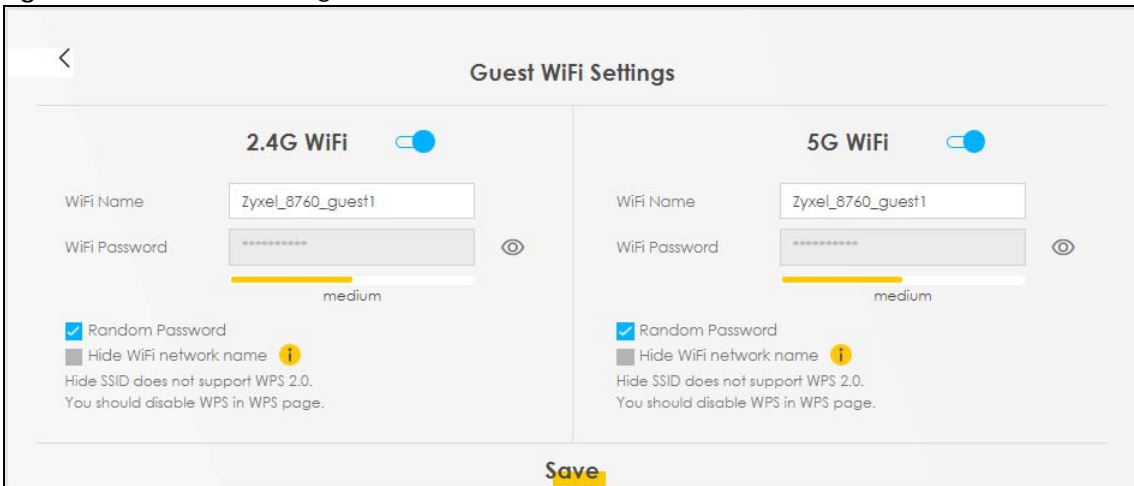 Guest WiFi Settings
2.4G WiFi
WiFi Name
Zyxel_8760_guest1
WiFi Password
**********
medium
Random Password
Hide WiFi network name i
Hide SSID does not support WPS 2.0.
You should disable WPS in WPS page.
5G WiFi
WiFi Name
Zyxel_8760_guest1
WiFi Password
**********
medium
Random Password
Hide WiFi network name i
Hide SSID does not support WPS 2.0.
You should disable WPS in WPS page.
Save